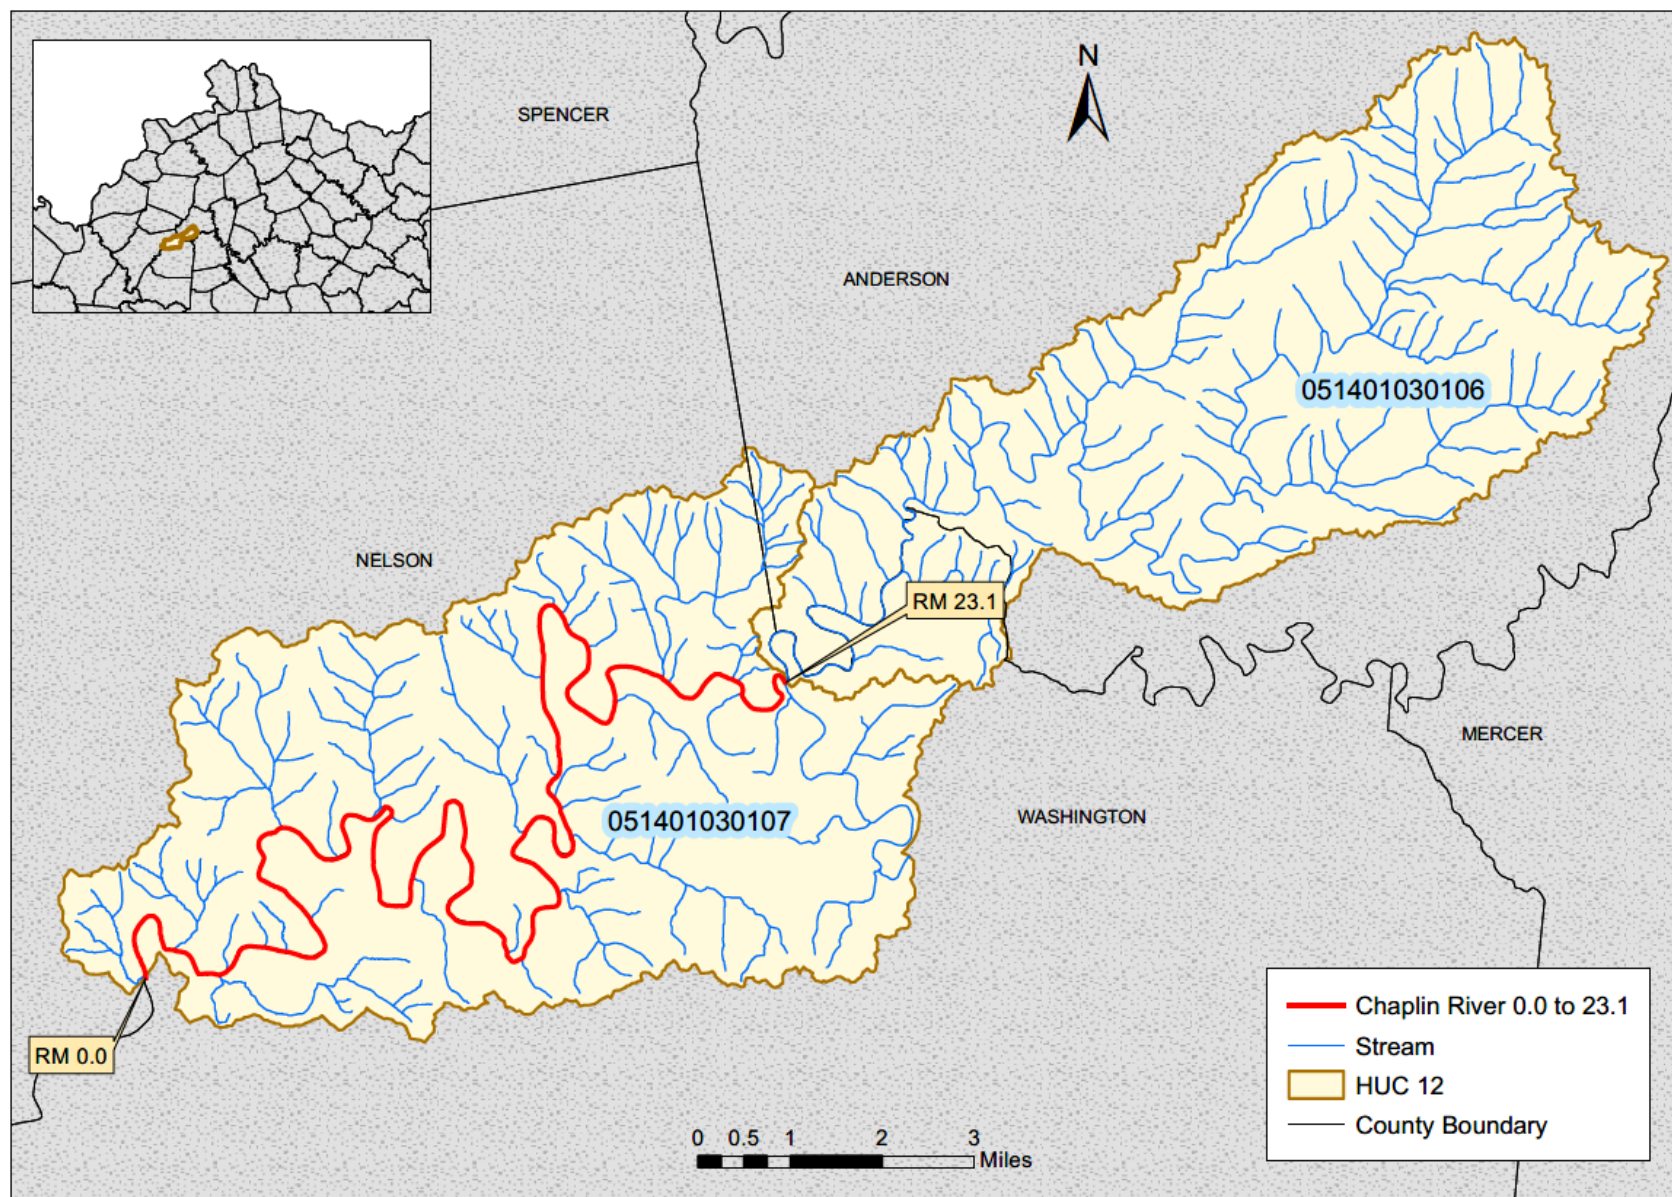 N
SPENCER
ANDERSON
051401030106
NELSON
RM 23.1
MERCER
051401030107
WASHINGTON
RM 0.0
Chaplin River 0.0 to 23.1
Stream
HUC 12
County Boundary
0 0.5 1 2 3
Miles